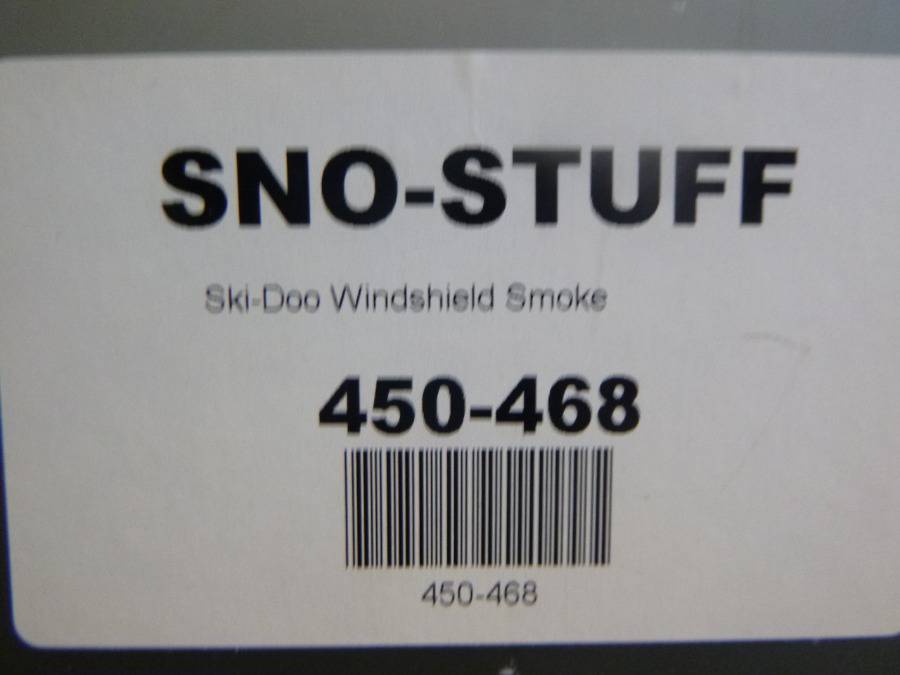 SNO-STUFF
Ski-Doo Windshield Smoke
450-468
450-468